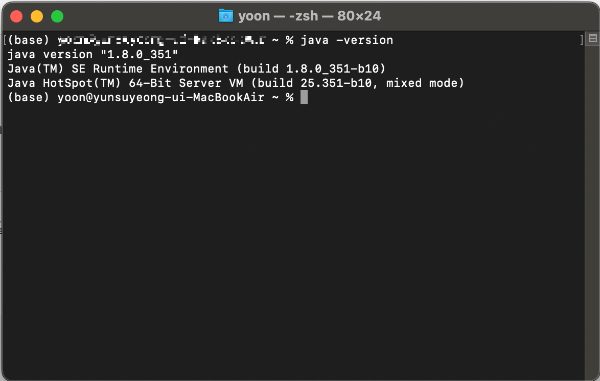 yoon — -zsh — 80×24
[(base) ~ % java -version ]
java version "1.8.0_351"
Java(TM) SE Runtime Environment (build 1.8.0_351-b10)
Java HotSpot(TM) 64-Bit Server VM (build 25.351-b10, mixed mode)
(base) yoon@yunsuyeong-ui-MacBookAir ~ %